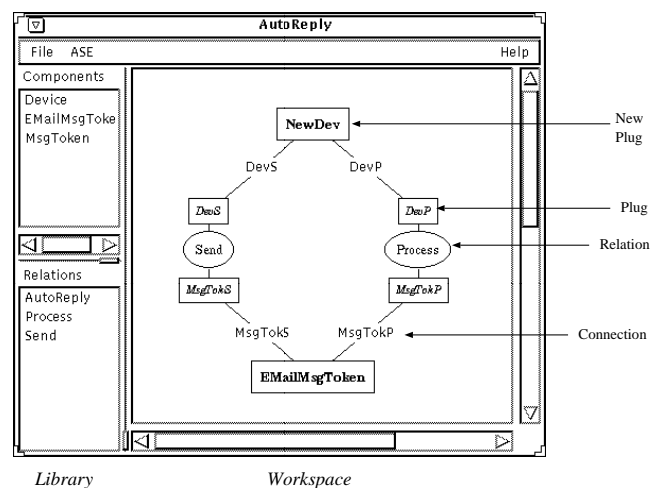 AutoReply
File ASE Help
Components
Device
EMailMsgToke
MsgToken
Relations
AutoReply
Process
Send
NewDev
DevS DevP
DevS DevP
Send Process
MsgTokS MsgTokP
MsgTokS MsgTokP
EMailMsgToken
New
Plug
Plug
Relation
Connection
Library Workspace